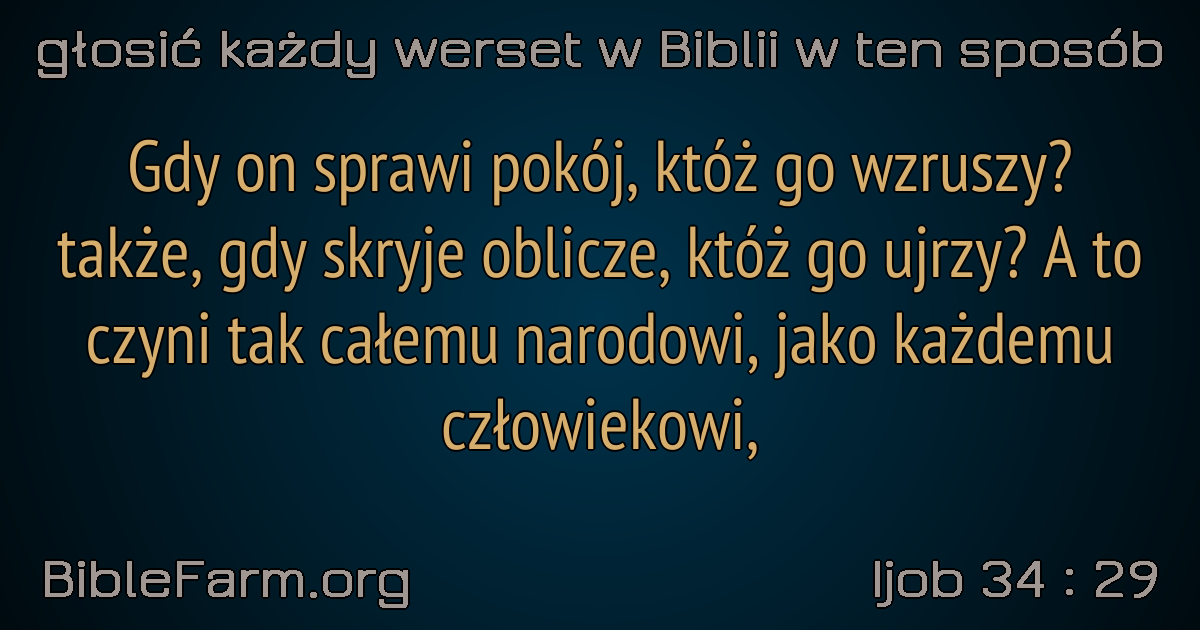 głosić każdy werset w Biblii w ten sposób
Gdy on sprawi pokój, któż go wzruszy?
także, gdy skryje oblicze, któż go ujrzy? A to
czyni tak całemu narodowi, jako każdemu
człowiekowi,
BibleFarm.org
Ijob 34 : 29